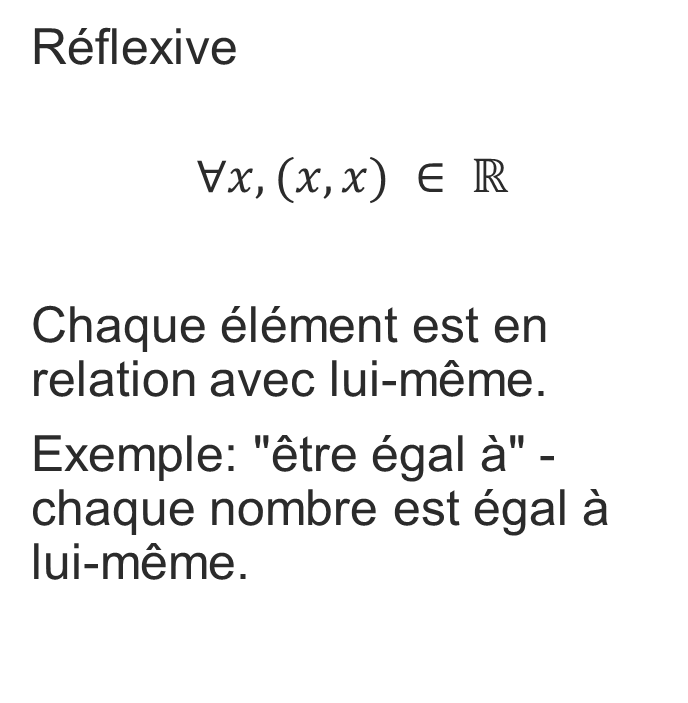 Réflexive
∀x, (x, x) ∈ ℝ
Chaque élément est en
relation avec lui-même.
Exemple: "être égal à" -
chaque nombre est égal à
lui-même.